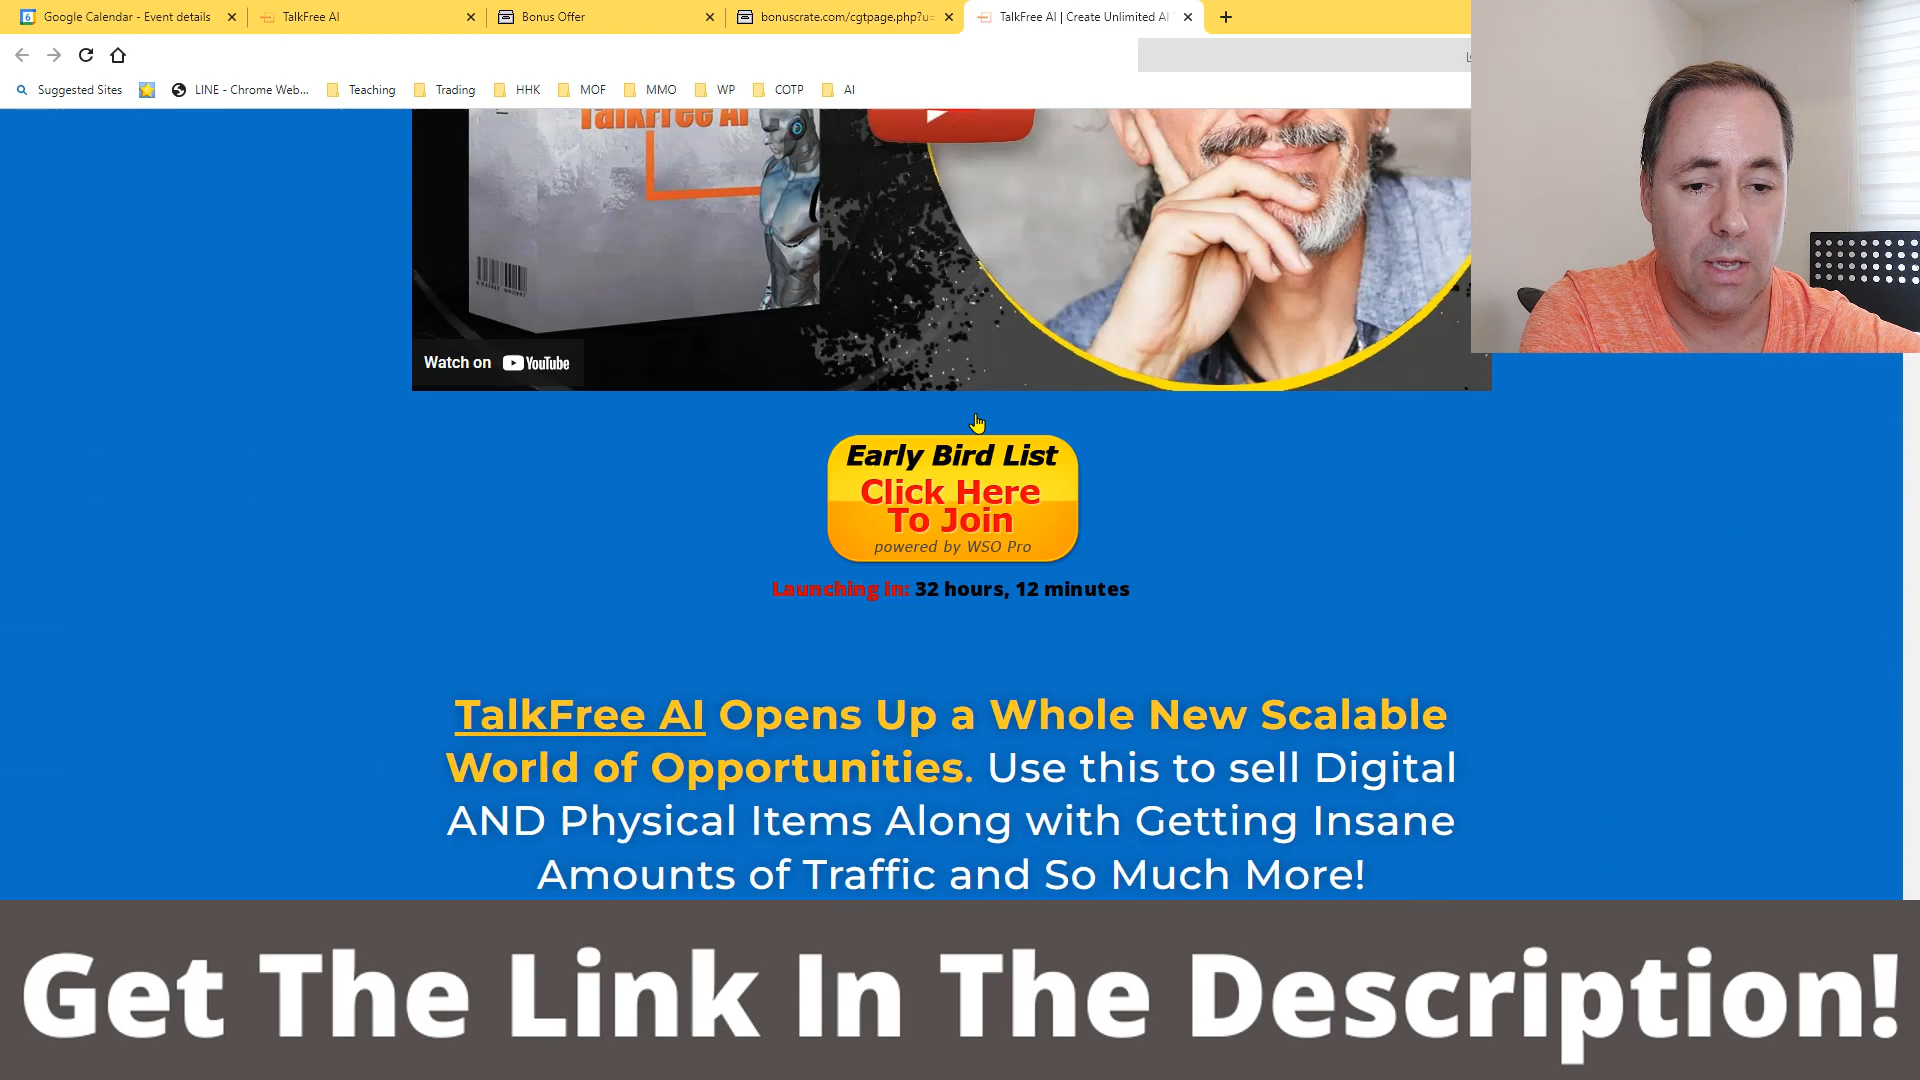 Google Calendar - Event details
TalkFree AI
Bonus Offer
bonuscrate.com/cgtpage.php?u=
TalkFree AI | Create Unlimited AI
Suggested Sites
LINE - Chrome Web...
Teaching
Trading
HHK
MOF
MMO
WP
COTP
AI
TalkFree AI
Watch on YouTube
Early Bird List
Click Here
To Join
powered by WSO Pro
Launching in: 32 hours, 12 minutes
TalkFree AI Opens Up a Whole New Scalable
World of Opportunities. Use this to sell Digital
AND Physical Items Along with Getting Insane
Amounts of Traffic and So Much More!
Get The Link In The Description!